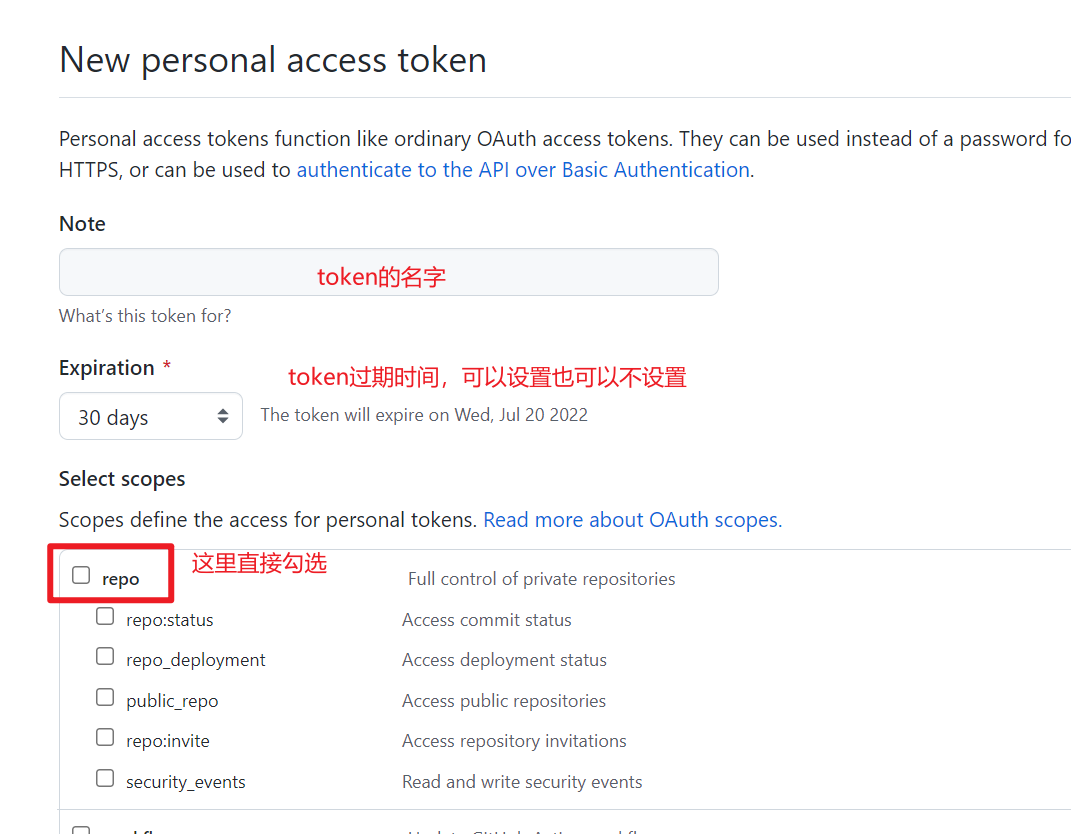 New personal access token
Personal access tokens function like ordinary OAuth access tokens. They can be used instead of a password fo
HTTPS, or can be used to authenticate to the API over Basic Authentication.
Note
token的名字
What's this token for?
Expiration *
token过期时间，可以设置也可以不设置
30 days
The token will expire on Wed, Jul 20 2022
Select scopes
Scopes define the access for personal tokens. Read more about OAuth scopes.
这里直接勾选
repo Full control of private repositories
repo:status Access commit status
repo_deployment Access deployment status
public_repo Access public repositories
repo:invite Access repository invitations
security_events Read and write security events